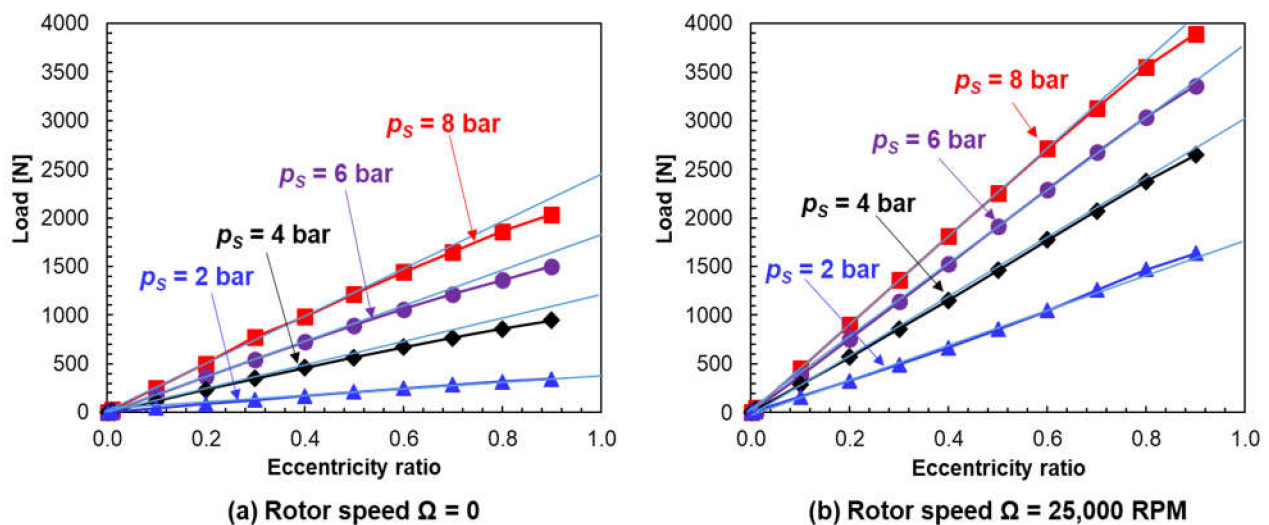 4000
3500
3000
2500
2000
1500
1000
500
0
Load [N]
pS = 8 bar
pS = 6 bar
pS = 4 bar
pS = 2 bar
0.0 0.2 0.4 0.6 0.8 1.0
Eccentricity ratio
(a) Rotor speed Ω = 0
4000
3500
3000
2500
2000
1500
1000
500
0
Load [N]
pS = 8 bar
pS = 6 bar
pS = 4 bar
pS = 2 bar
0.0 0.2 0.4 0.6 0.8 1.0
Eccentricity ratio
(b) Rotor speed Ω = 25,000 RPM